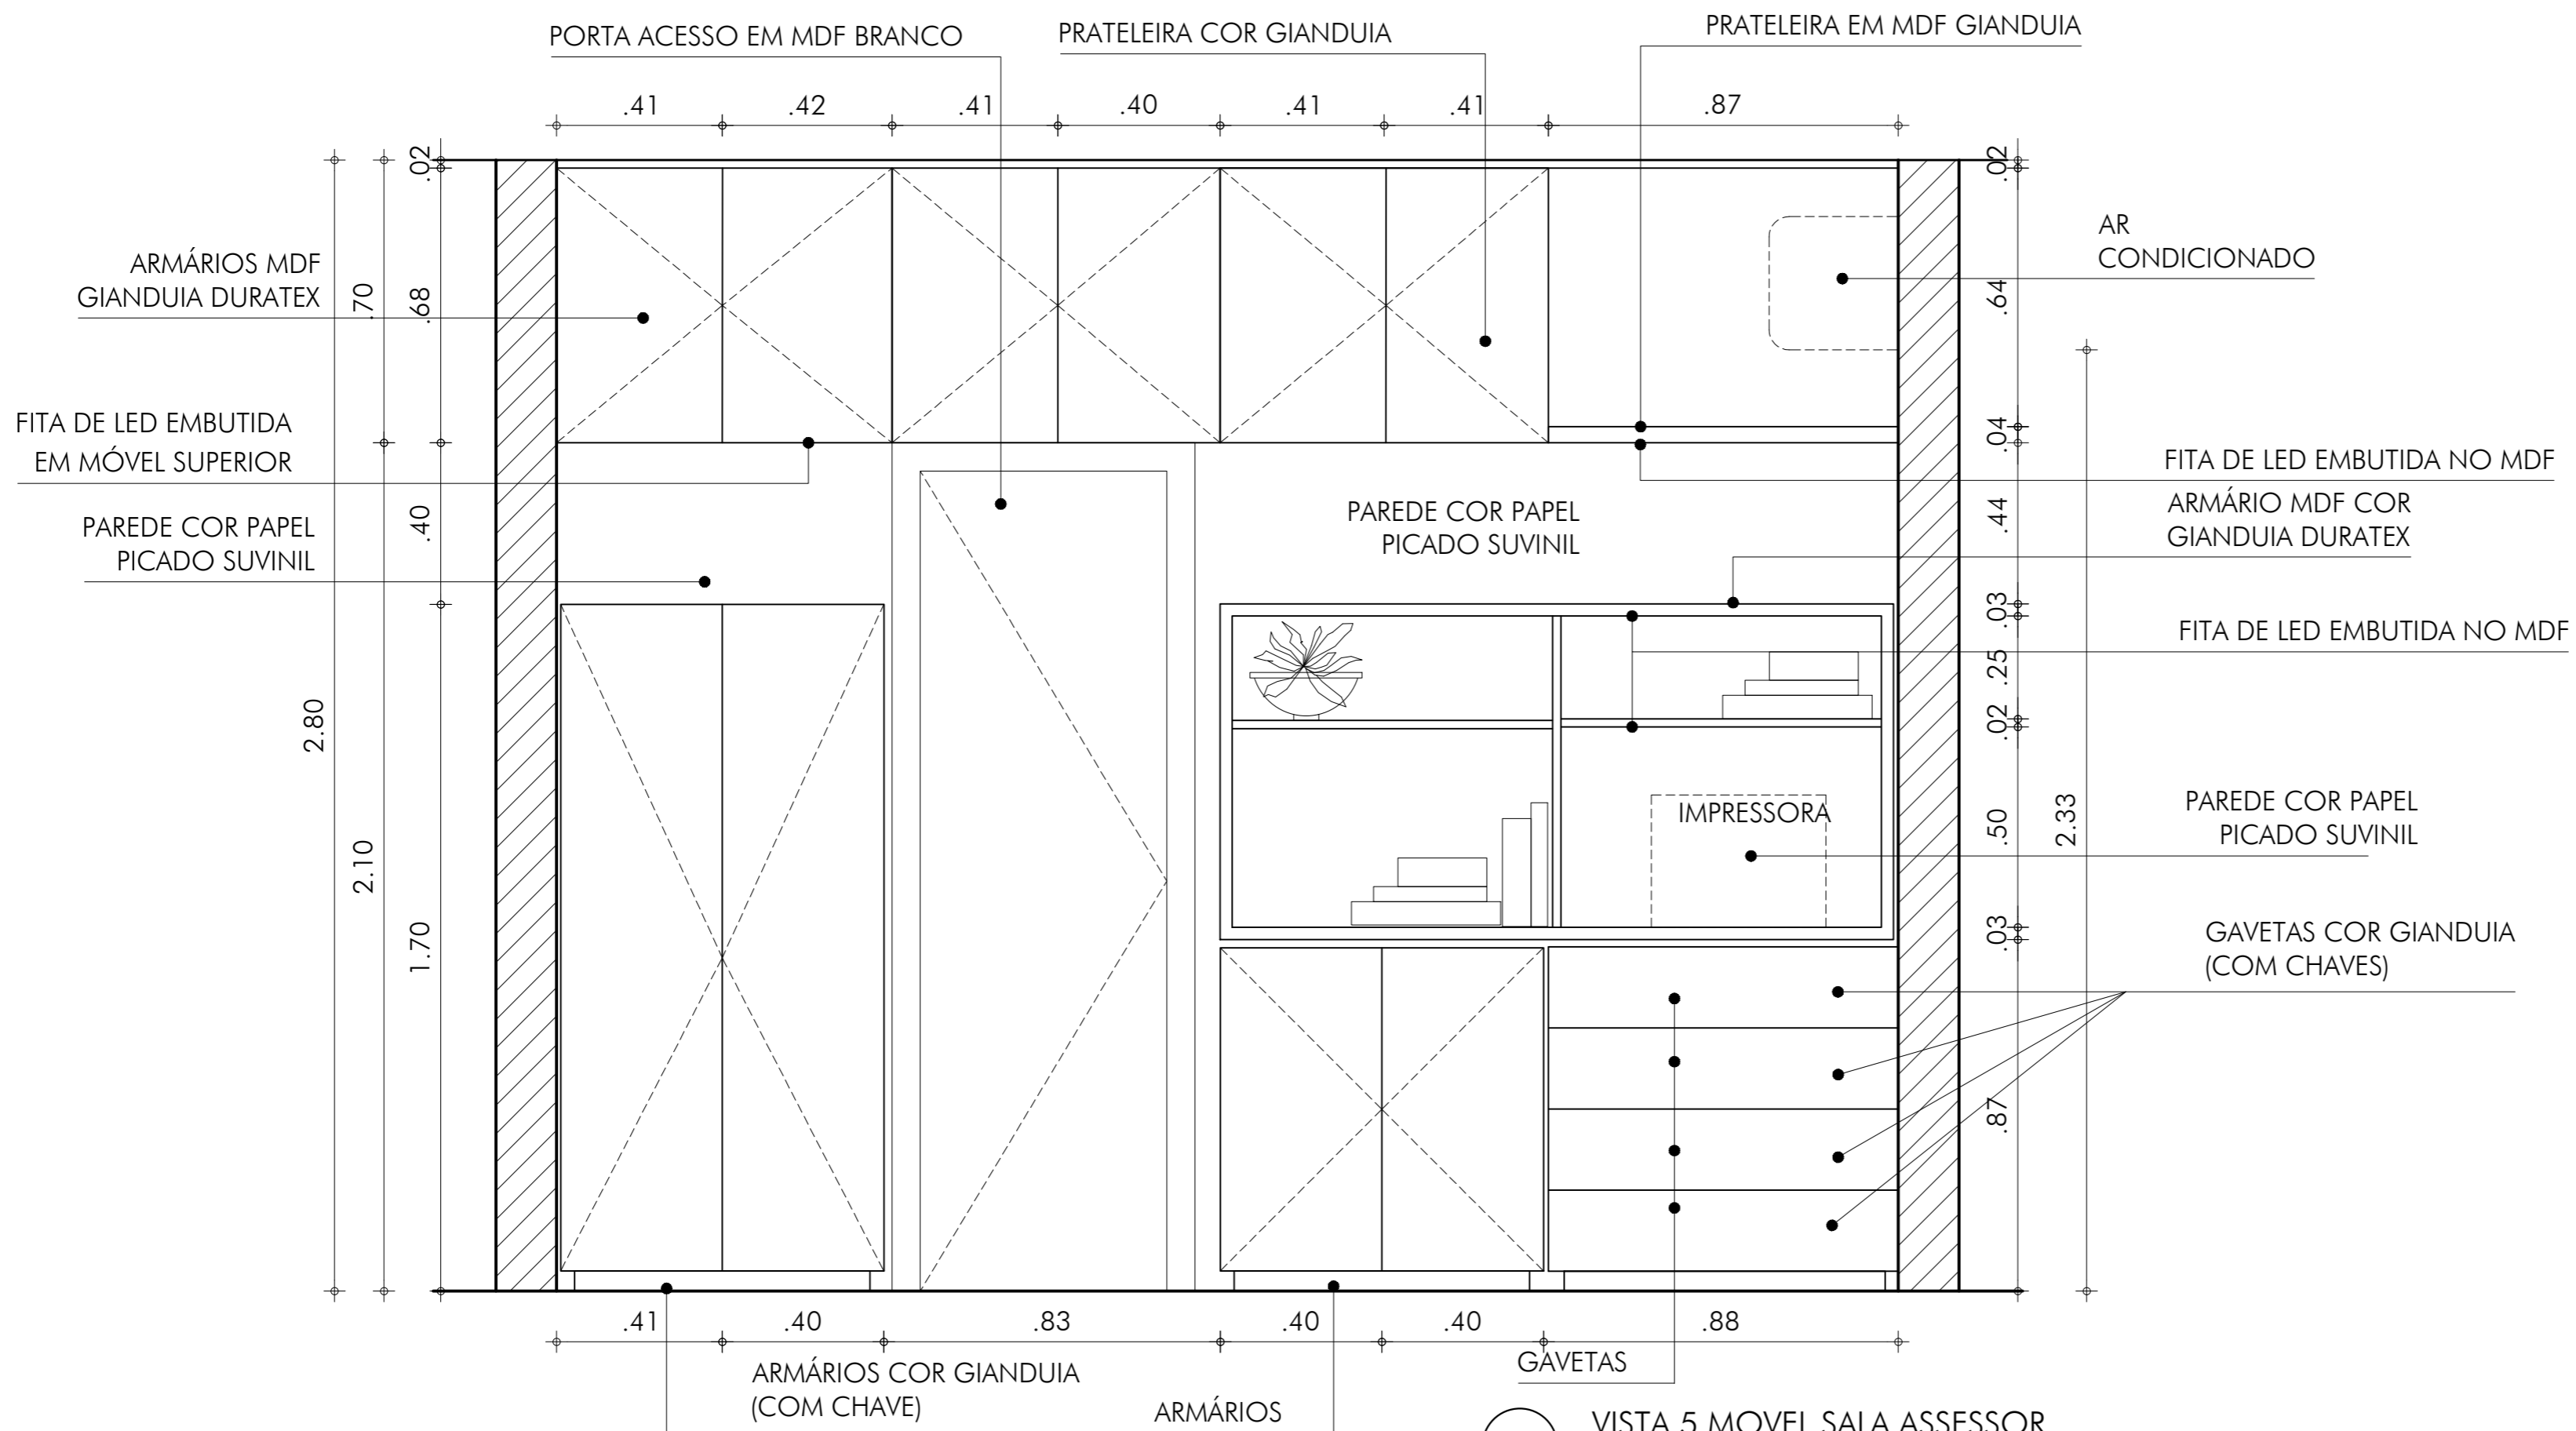 PORTA ACESSO EM MDF BRANCO
PRATELEIRA COR GIANDUIA
PRATELEIRA EM MDF GIANDUIA
.41 .42 .41 .40 .41 .41 .87
.02
.02
AR
CONDICIONADO
ARMÁRIOS MDF
GIANDUIA DURATEX
.70
.68
.64
FITA DE LED EMBUTIDA
EM MÓVEL SUPERIOR
.04
FITA DE LED EMBUTIDA NO MDF
PAREDE COR PAPEL
PICADO SUVINIL
.40
PAREDE COR PAPEL
PICADO SUVINIL
.44
ARMÁRIO MDF COR
GIANDUIA DURATEX
.03
FITA DE LED EMBUTIDA NO MDF
.25
.02
2.80
2.10
1.70
IMPRESSORA
.50
2.33
PAREDE COR PAPEL
PICADO SUVINIL
.03
GAVETAS COR GIANDUIA
(COM CHAVES)
.87
.41 .40 .83 .40 .40 .88
GAVETAS
ARMÁRIOS COR GIANDUIA
(COM CHAVE)
ARMÁRIOS
VISTA 5 MOVEL SALA ASSESSOR